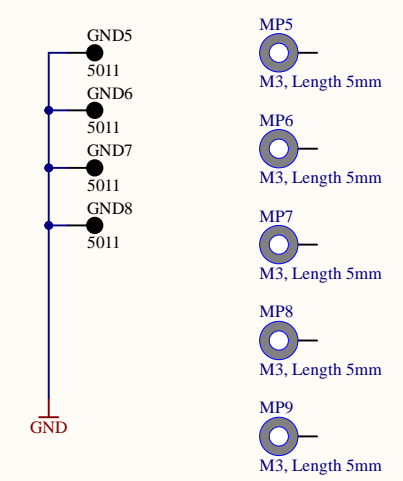 GND5
5011
GND6
5011
GND7
5011
GND8
5011
GND
MP5
M3, Length 5mm
MP6
M3, Length 5mm
MP7
M3, Length 5mm
MP8
M3, Length 5mm
MP9
M3, Length 5mm